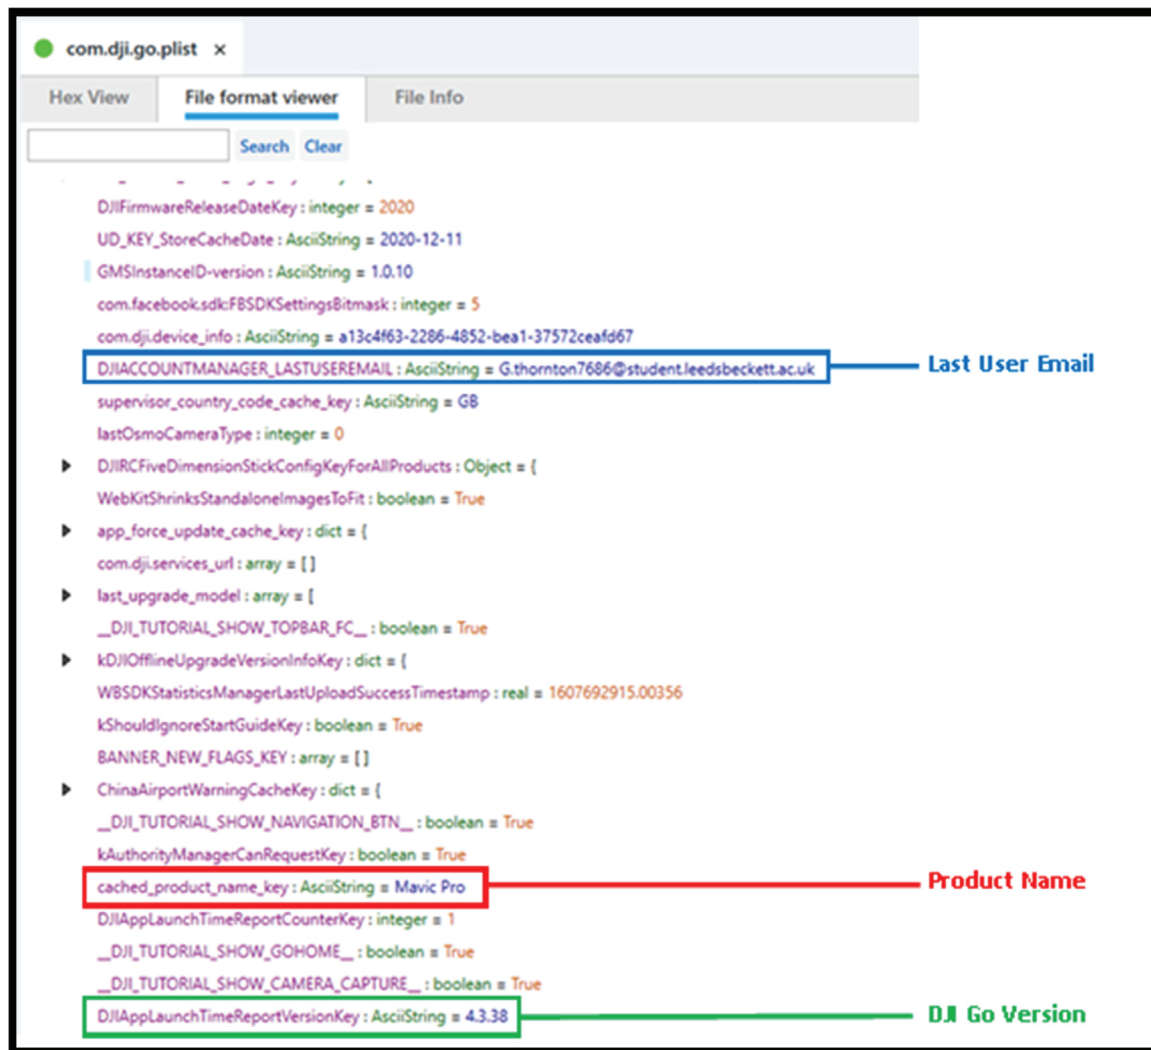 com.dji.go.plist ×
Hex View File format viewer File Info
Search Clear
DJIFirmwareReleaseDateKey : integer = 2020
UD_KEY_StoreCacheDate : AsciiString = 2020-12-11
GMSInstanceID-version : AsciiString = 1.0.10
com.facebook.sdk:FBSDKSettingsBitmask : integer = 5
com.dji.device_info : AsciiString = a13c4f63-2286-4852-bea1-37572ceafd67
DJIACCOUNTMANAGER_LASTUSEREMAIL : AsciiString = G.thornton7686@student.leedsbeckett.ac.uk Last User Email
supervisor_country_code_cache_key : AsciiString = GB
lastOsmoCameraType : integer = 0
DJIRCFiveDimensionStickConfigKeyForAllProducts : Object = {
WebKitShrinksStandaloneImagesToFit : boolean = True
app_force_update_cache_key : dict = {
com.dji.services_url : array = [ ]
last_upgrade_model : array = [
__DJI_TUTORIAL_SHOW_TOPBAR_FC__ : boolean = True
kDJIOfflineUpgradeVersionInfoKey : dict = {
WBSDKStatisticsManagerLastUploadSuccessTimestamp : real = 1607692915.00356
kShouldIgnoreStartGuideKey : boolean = True
BANNER_NEW_FLAGS_KEY : array = [ ]
ChinaAirportWarningCacheKey : dict = {
__DJI_TUTORIAL_SHOW_NAVIGATION_BTN__ : boolean = True
kAuthorityManagerCanRequestKey : boolean = True
cached_product_name_key : AsciiString = Mavic Pro Product Name
DJIAppLaunchTimeReportCounterKey : integer = 1
__DJI_TUTORIAL_SHOW_GOHOME__ : boolean = True
__DJI_TUTORIAL_SHOW_CAMERA_CAPTURE__ : boolean = True
DJIAppLaunchTimeReportVersionKey : AsciiString = 4.3.38 DJI Go Version